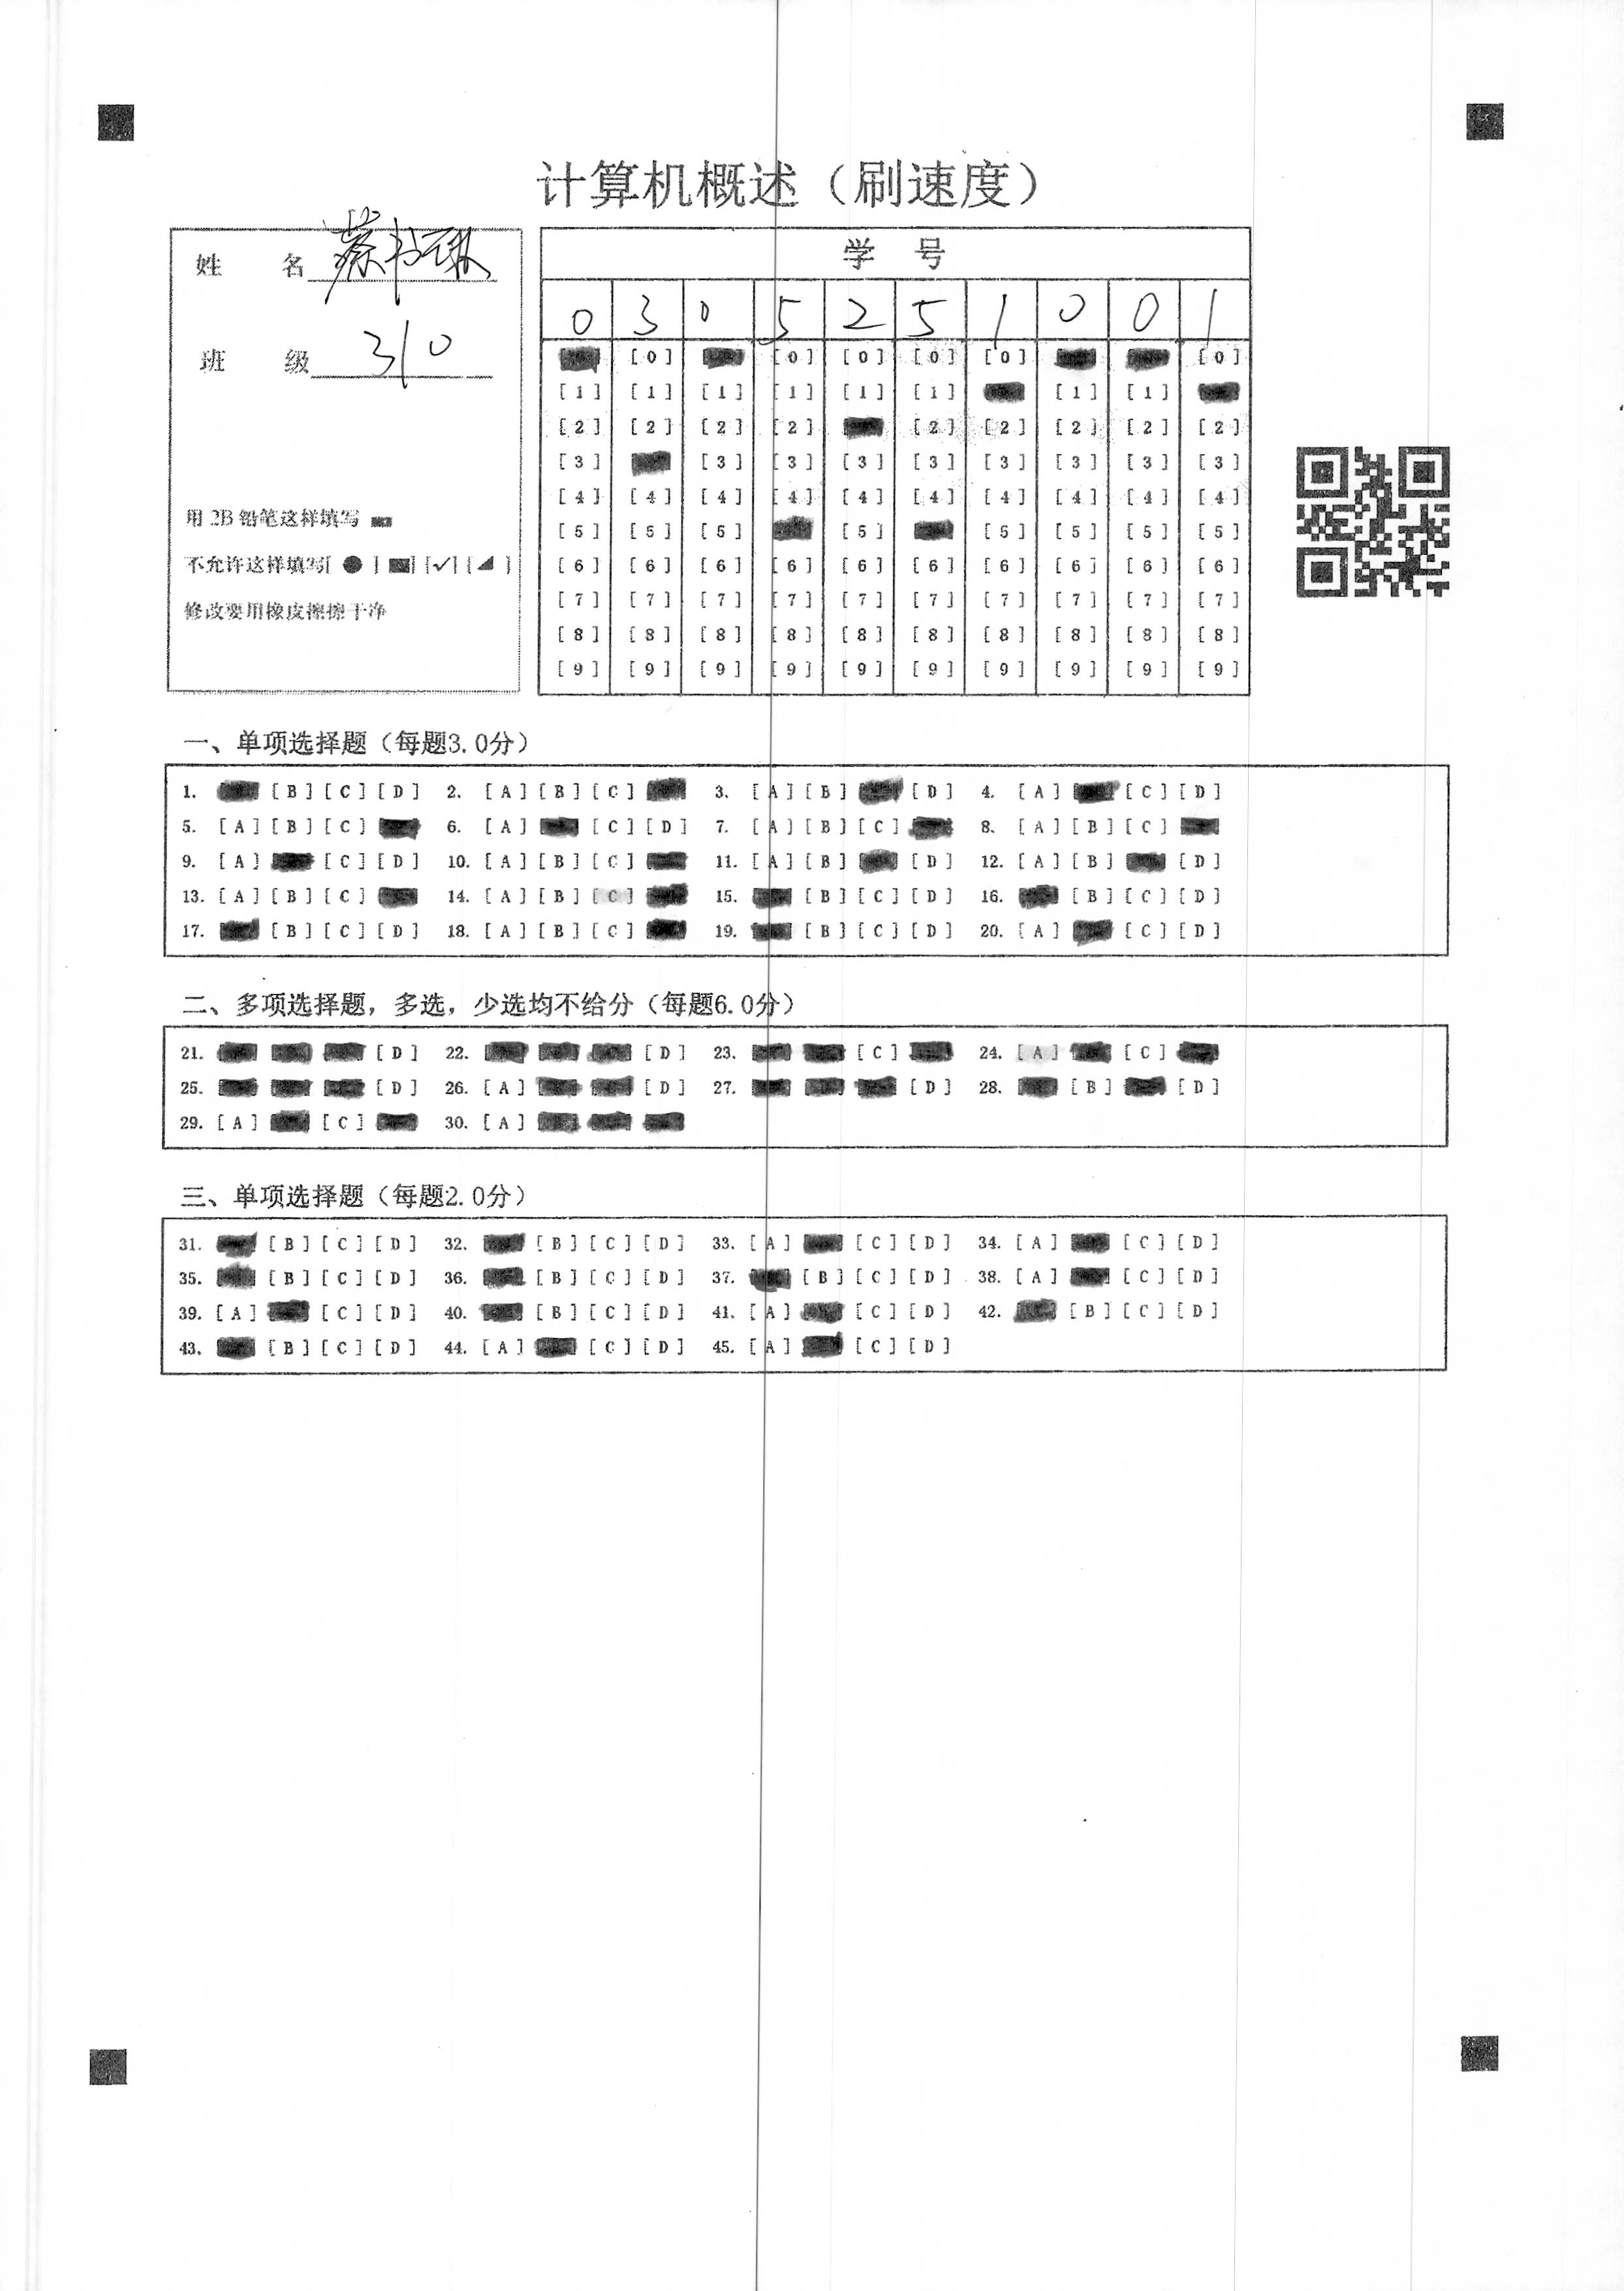 计算机概述（刷速度）
姓 名 蔡书琳
班 级 310
用 2B 铅笔这样填写
不允许这样填写[ ● ] [ ] [✓] [◢ ]
修改要用橡皮擦擦干净
学 号
0 3 0 5 2 5 1 0 0 1
[0] [0] [0] [0] [0] [0]
[1] [1] [1] [1] [1] [1] [1] [1]
[2] [2] [2] [2] [2] [2] [2] [2] [2]
[3] [3] [3] [3] [3] [3] [3] [3] [3]
[4] [4] [4] [4] [4] [4] [4] [4] [4] [4]
[5] [5] [5] [5] [5] [5] [5] [5]
[6] [6] [6] [6] [6] [6] [6] [6] [6] [6]
[7] [7] [7] [7] [7] [7] [7] [7] [7] [7]
[8] [8] [8] [8] [8] [8] [8] [8] [8] [8]
[9] [9] [9] [9] [9] [9] [9] [9] [9] [9]
一、单项选择题（每题3.0分）
1. [B] [C] [D] 2. [A] [B] [C] 3. [A] [B] [D] 4. [A] [C] [D]
5. [A] [B] [C] 6. [A] [C] [D] 7. [A] [B] [C] 8. [A] [B] [C]
9. [A] [C] [D] 10. [A] [B] [C] 11. [A] [B] [D] 12. [A] [B] [D]
13. [A] [B] [C] 14. [A] [B] [C] 15. [B] [C] [D] 16. [B] [C] [D]
17. [B] [C] [D] 18. [A] [B] [C] 19. [B] [C] [D] 20. [A] [C] [D]
二、多项选择题，多选，少选均不给分（每题6.0分）
21. [D] 22. [D] 23. [C] 24. [A] [C]
25. [D] 26. [A] [D] 27. [D] 28. [B] [D]
29. [A] [C] 30. [A]
三、单项选择题（每题2.0分）
31. [B] [C] [D] 32. [B] [C] [D] 33. [A] [C] [D] 34. [A] [C] [D]
35. [B] [C] [D] 36. [B] [C] [D] 37. [B] [C] [D] 38. [A] [C] [D]
39. [A] [C] [D] 40. [B] [C] [D] 41. [A] [C] [D] 42. [B] [C] [D]
43. [B] [C] [D] 44. [A] [C] [D] 45. [A] [C] [D]